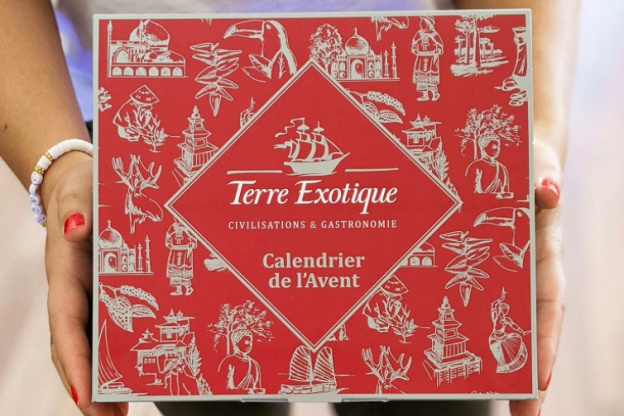 Terre Exotique
CIVILISATIONS & GASTRONOMIE
Calendrier
de l'Avent